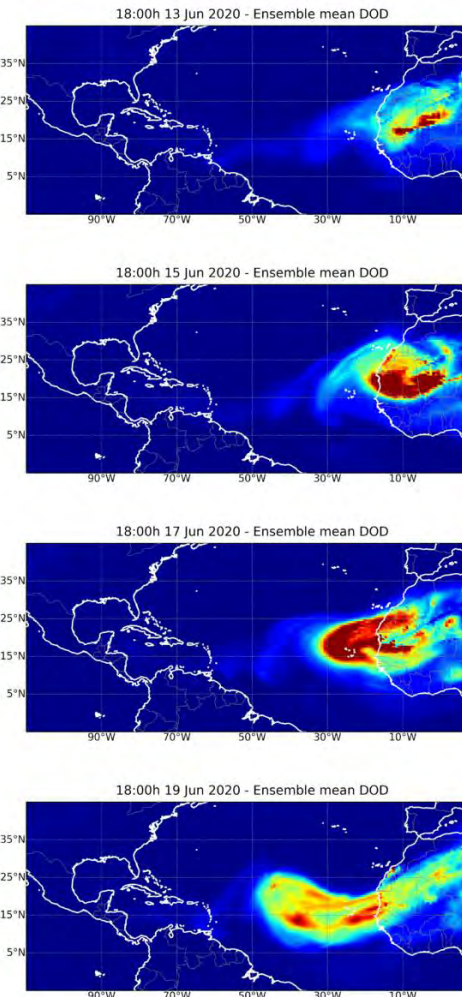 18:00h 13 Jun 2020 - Ensemble mean DOD
35°N
25°N
15°N
5°N
90°W 70°W 50°W 30°W 10°W
18:00h 15 Jun 2020 - Ensemble mean DOD
35°N
25°N
15°N
5°N
90°W 70°W 50°W 30°W 10°W
18:00h 17 Jun 2020 - Ensemble mean DOD
35°N
25°N
15°N
5°N
90°W 70°W 50°W 30°W 10°W
18:00h 19 Jun 2020 - Ensemble mean DOD
35°N
25°N
15°N
5°N
90°W 70°W 50°W 30°W 10°W